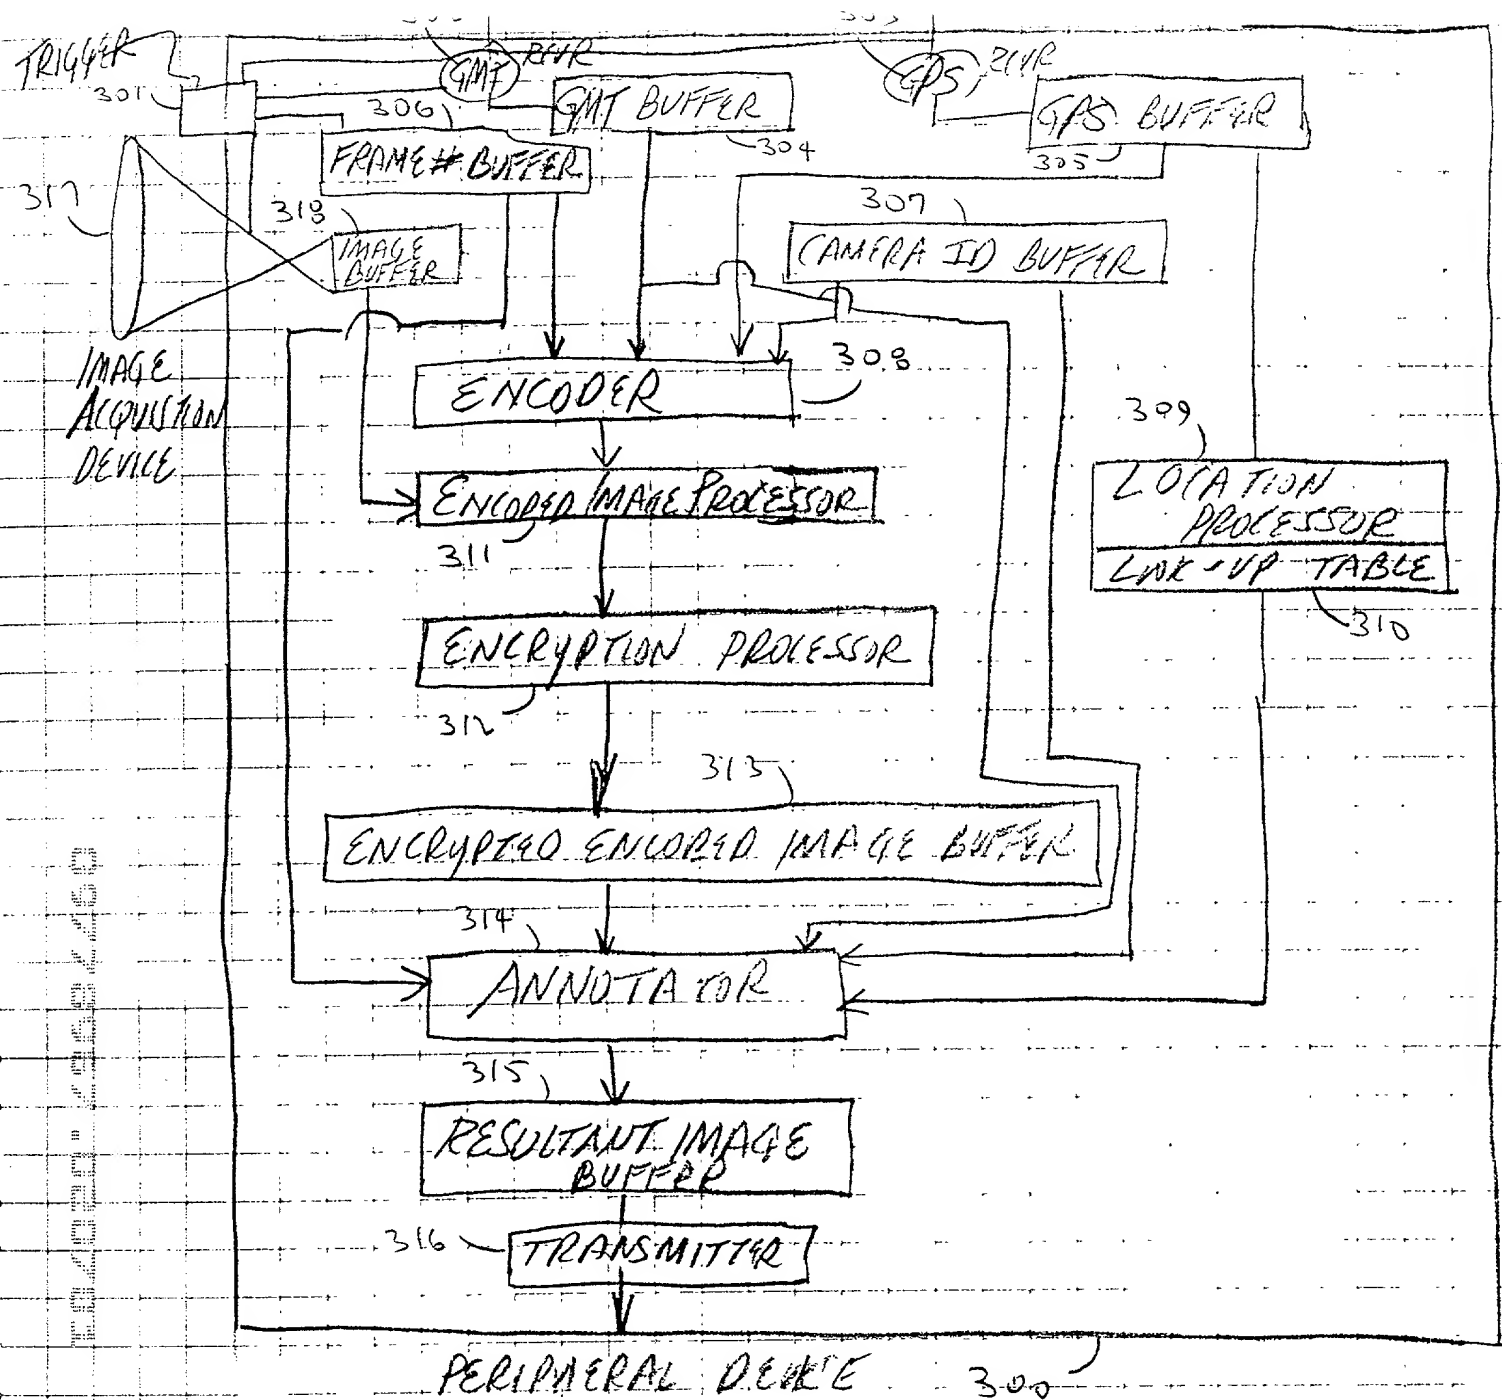 TRIGGER
301
GMT RCVR
303
GPS RCVR
306
GMT BUFFER
304
GPS BUFFER
305
FRAME # BUFFER
317
318
IMAGE
BUFFER
307
CAMERA ID BUFFER
IMAGE
ACQUISTION
DEVICE
ENCODER
308
309
ENCODED IMAGE PROCESSOR
311
LOCATION
PROCESSOR
LOOK-UP TABLE
310
ENCRYPTION PROCESSOR
312
313
ENCRYPTED ENCODED IMAGE BUFFER
314
ANNOTATOR
315
RESULTANT IMAGE
BUFFER
316
TRANSMITTER
PERIPHERAL DEVICE
300